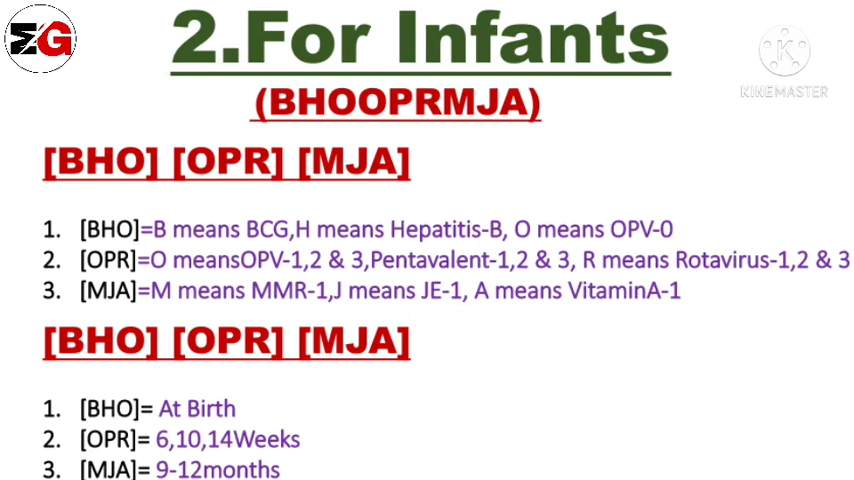 ΣG
2.For Infants
KINEMASTER
(BHOOPRMJA)
[BHO] [OPR] [MJA]
1. [BHO]=B means BCG,H means Hepatitis-B, O means OPV-0
2. [OPR]=O meansOPV-1,2 & 3,Pentavalent-1,2 & 3, R means Rotavirus-1,2 & 3
3. [MJA]=M means MMR-1,J means JE-1, A means VitaminA-1
[BHO] [OPR] [MJA]
1. [BHO]= At Birth
2. [OPR]= 6,10,14Weeks
3. [MJA]= 9-12months